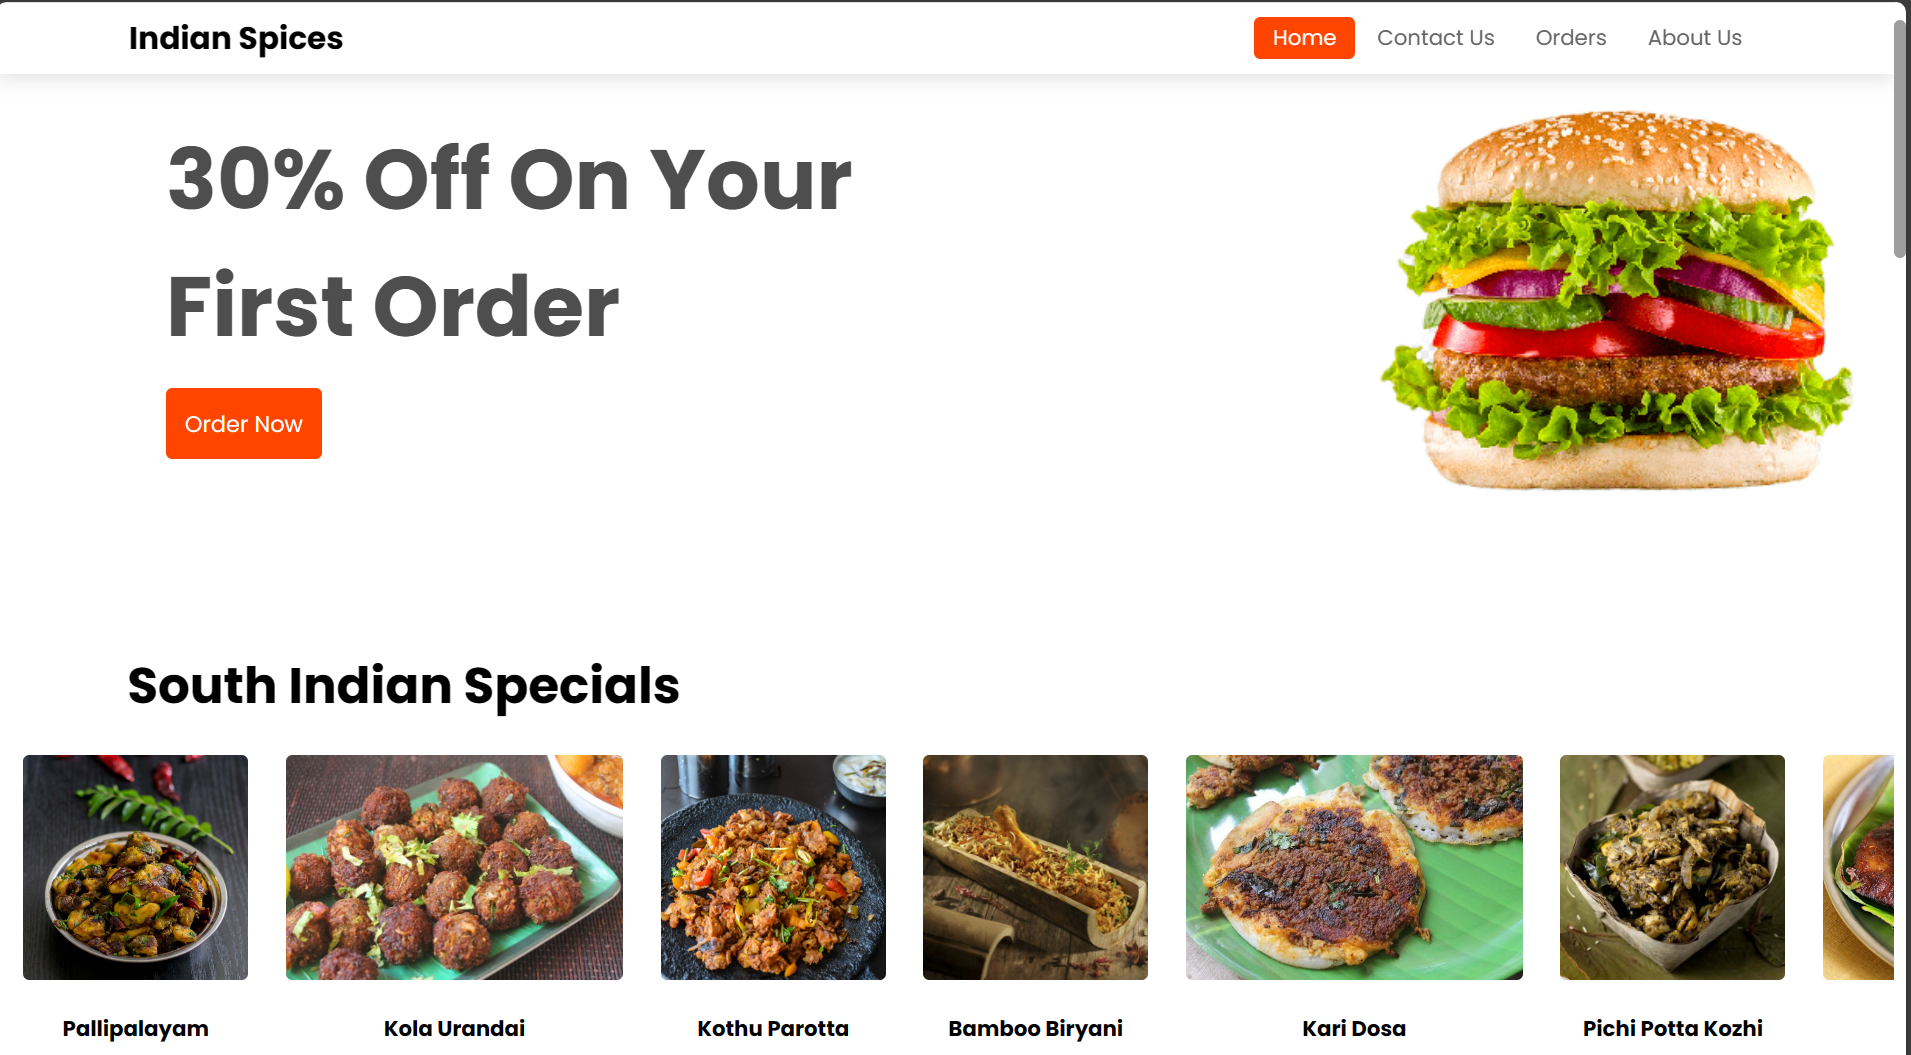 Indian Spices
Home
Contact Us
Orders
About Us
30% Off On Your
First Order
Order Now
South Indian Specials
Pallipalayam
Kola Urandai
Kothu Parotta
Bamboo Biryani
Kari Dosa
Pichi Potta Kozhi